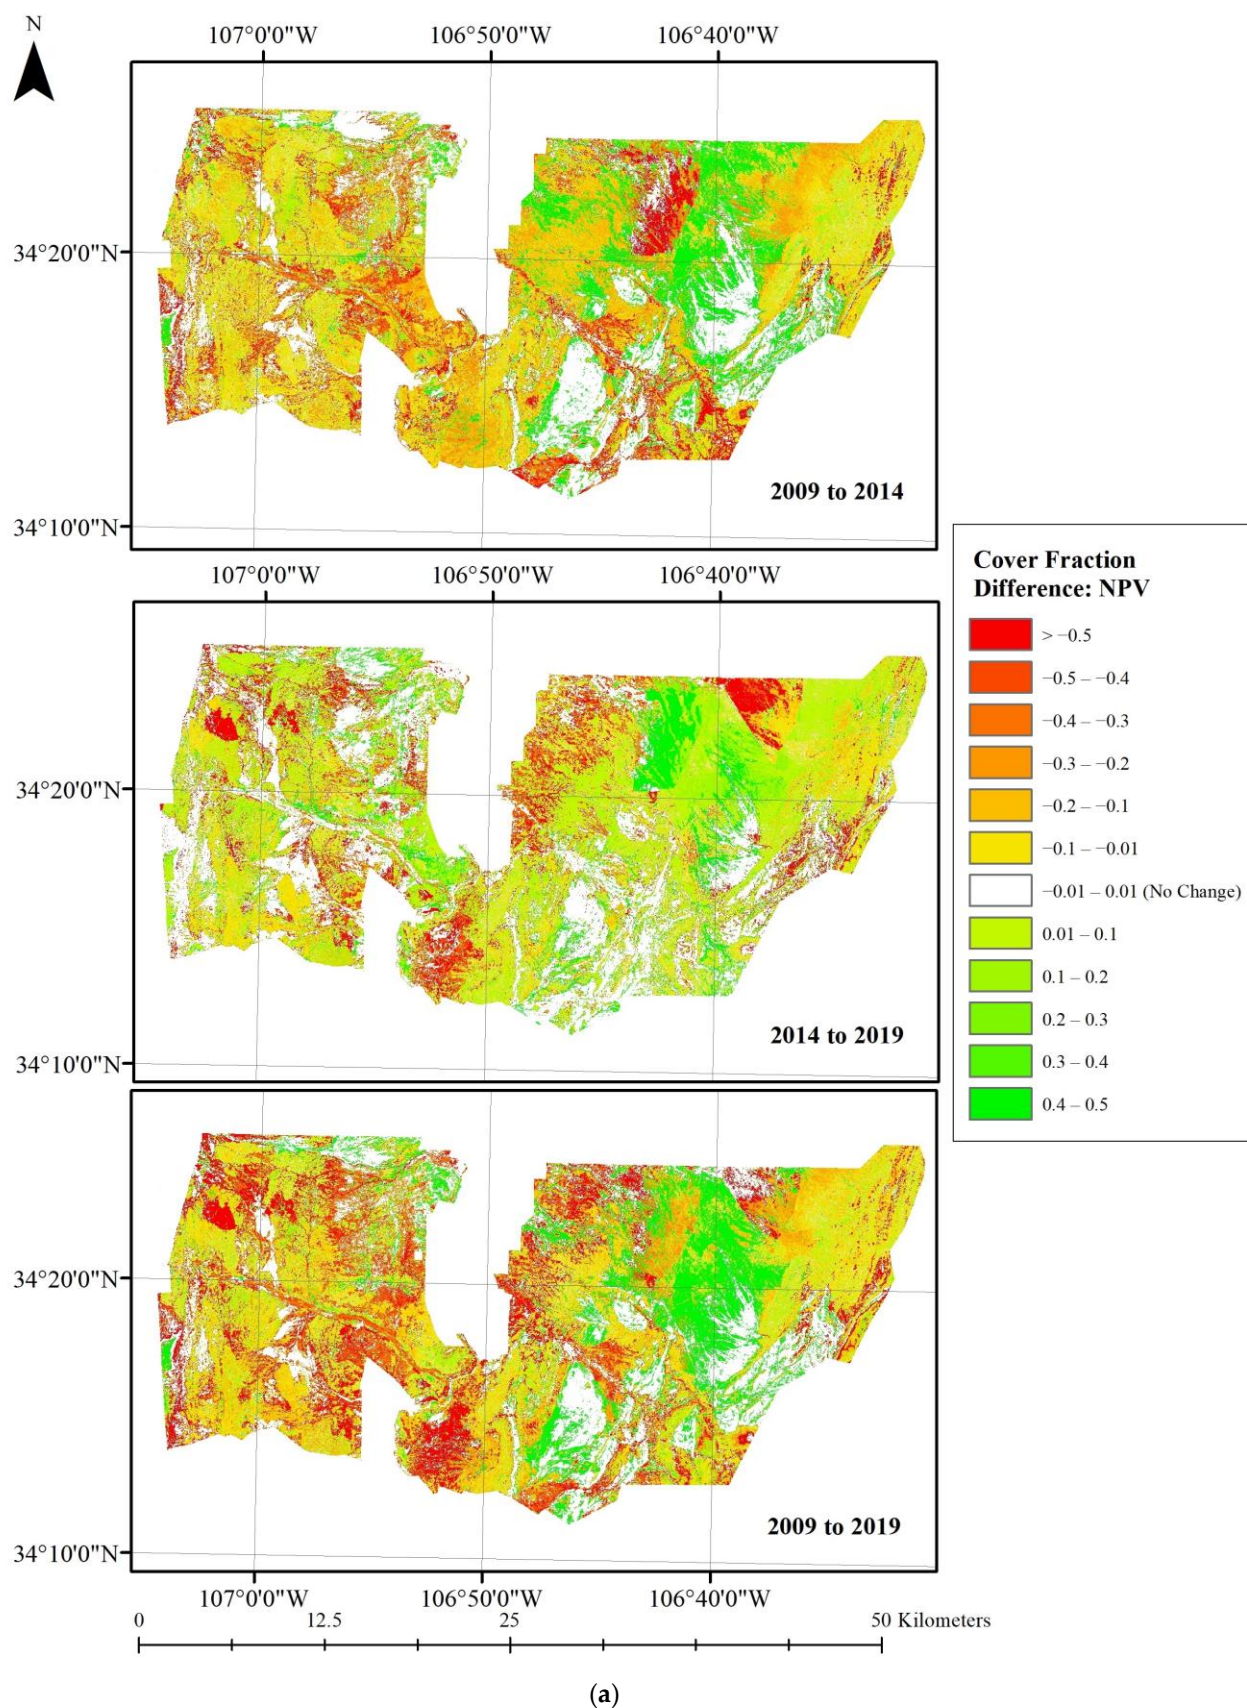 N
107°0'0"W 106°50'0"W 106°40'0"W
34°20'0"N
2009 to 2014
34°10'0"N
107°0'0"W 106°50'0"W 106°40'0"W
34°20'0"N
2014 to 2019
34°10'0"N
34°20'0"N
2009 to 2019
34°10'0"N
107°0'0"W 106°50'0"W 106°40'0"W
0 12.5 25 50 Kilometers
Cover Fraction
Difference: NPV
> −0.5
−0.5 – −0.4
−0.4 – −0.3
−0.3 – −0.2
−0.2 – −0.1
−0.1 – −0.01
−0.01 – 0.01 (No Change)
0.01 – 0.1
0.1 – 0.2
0.2 – 0.3
0.3 – 0.4
0.4 – 0.5
(a)